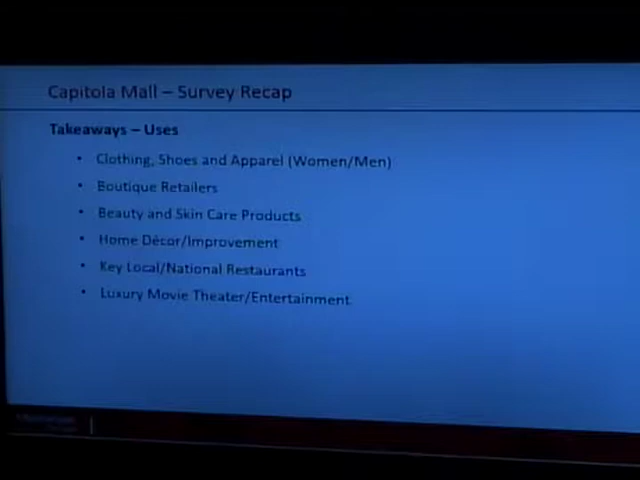 Capitola Mall – Survey Recap
Takeaways – Uses
• Clothing, Shoes and Apparel (Women/Men)
• Boutique Retailers
• Beauty and Skin Care Products
• Home Décor/Improvement
• Key Local/National Restaurants
• Luxury Movie Theater/Entertainment